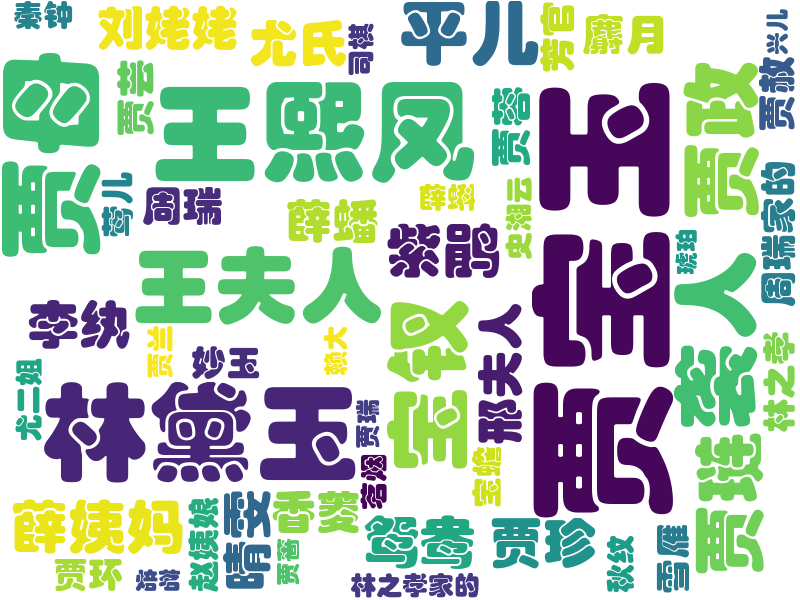 秦钟
刘姥姥
尤氏
司棋
平儿
芳官
麝月
兴儿
贾母
贾芸
王熙凤
贾蓉
贾宝玉
贾政
贾赦
莺儿
周瑞
薛蟠
薛蝌
史湘云
紫鹃
琥珀
周瑞家的
王夫人
李纨
贾兰
妙玉
赖大
宝钗
邢夫人
袭人
林之孝
尤二姐
林黛玉
贾瑞
茗烟
宝蟾
贾琏
薛姨妈
赵姨娘
晴雯
香菱
鸳鸯
贾珍
秋纹
雪雁
贾环
焙茗
贾蔷
林之孝家的